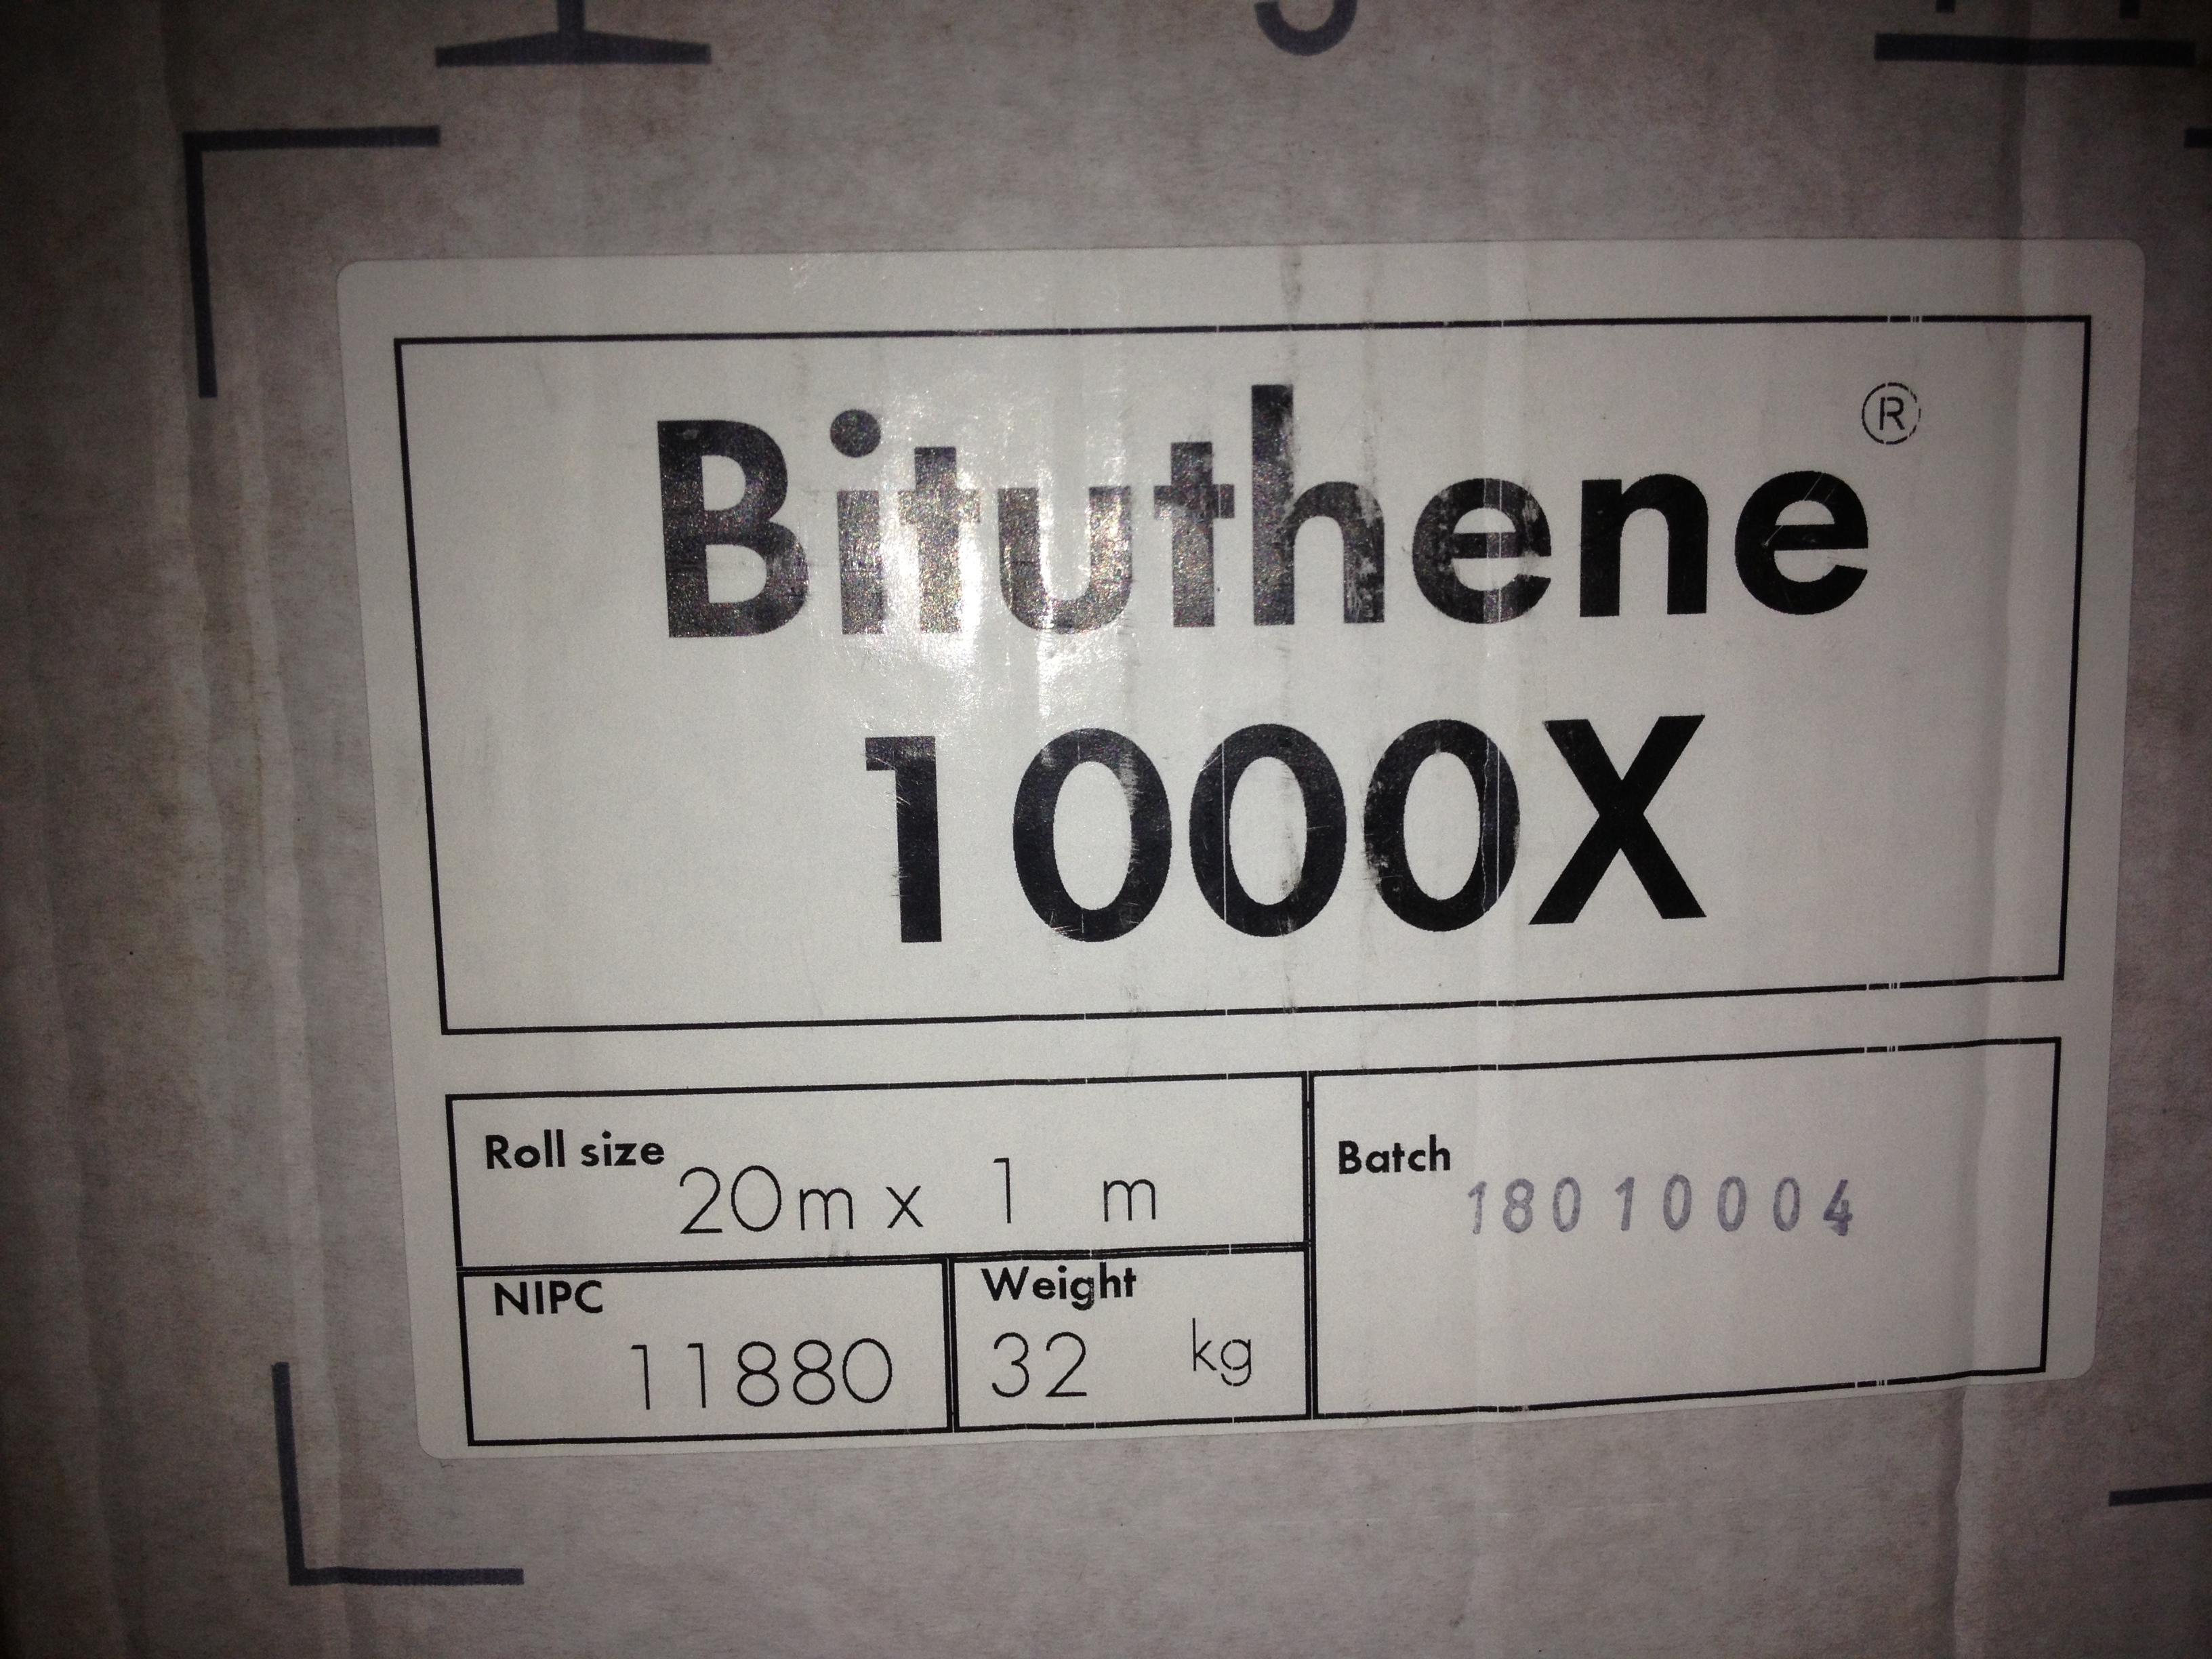 Bituthene®
1000X
Roll size 20m x 1 m
Batch 18010004
NIPC 11880
Weight 32 kg